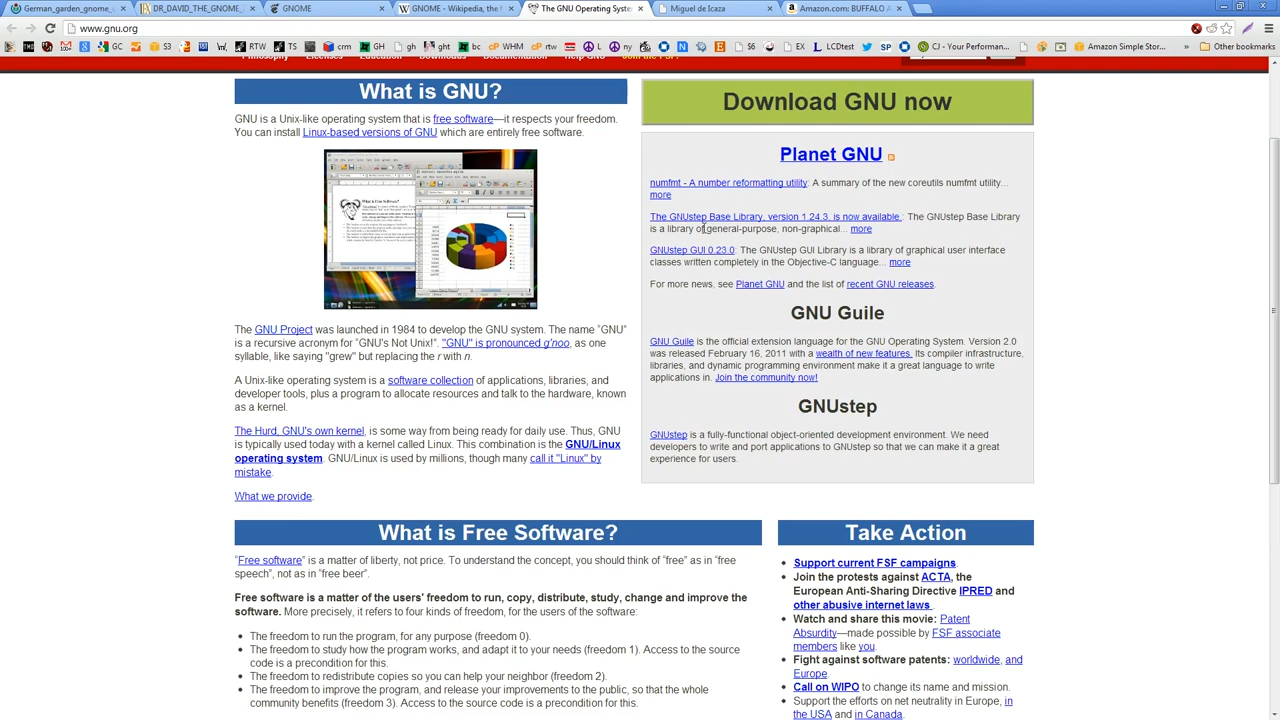 German_garden_gnome_c
DR_DAVID_THE_GNOME_
GNOME
GNOME - Wikipedia, the f
The GNU Operating Syste
Miguel de Icaza
Amazon.com: BUFFALO A
www.gnu.org
GC
S3
RTW
TS
crm
GH
gh
ght
bc
WHM
rtw
L
ny
$6
LCDtest
SP
CJ - Your Performan...
Amazon Simple Stor...
» Other bookmarks
Philosophy Licenses Education Downloads Documentation Help GNU Join the FSF!
What is GNU?
GNU is a Unix-like operating system that is free software—it respects your freedom.
You can install Linux-based versions of GNU which are entirely free software.
The GNU Project was launched in 1984 to develop the GNU system. The name "GNU"
is a recursive acronym for "GNU's Not Unix!". "GNU" is pronounced g'noo, as one
syllable, like saying "grew" but replacing the r with n.
A Unix-like operating system is a software collection of applications, libraries, and
developer tools, plus a program to allocate resources and talk to the hardware, known
as a kernel.
The Hurd, GNU's own kernel, is some way from being ready for daily use. Thus, GNU
is typically used today with a kernel called Linux. This combination is the GNU/Linux
operating system. GNU/Linux is used by millions, though many call it "Linux" by
mistake.
What we provide.
Download GNU now
Planet GNU
numfmt - A number reformatting utility: A summary of the new coreutils numfmt utility...
more
The GNUstep Base Library, version 1.24.3, is now available.: The GNUstep Base Library
is a library of general-purpose, non-graphical... more
GNUstep GUI 0.23.0: The GNUstep GUI Library is a library of graphical user interface
classes written completely in the Objective-C language... more
For more news, see Planet GNU and the list of recent GNU releases.
GNU Guile
GNU Guile is the official extension language for the GNU Operating System. Version 2.0
was released February 16, 2011 with a wealth of new features. Its compiler infrastructure,
libraries, and dynamic programming environment make it a great language to write
applications in. Join the community now!
GNUstep
GNUstep is a fully-functional object-oriented development environment. We need
developers to write and port applications to GNUstep so that we can make it a great
experience for users.
What is Free Software?
"Free software" is a matter of liberty, not price. To understand the concept, you should think of "free" as in "free
speech", not as in "free beer".
Free software is a matter of the users' freedom to run, copy, distribute, study, change and improve the
software. More precisely, it refers to four kinds of freedom, for the users of the software:
• The freedom to run the program, for any purpose (freedom 0).
• The freedom to study how the program works, and adapt it to your needs (freedom 1). Access to the source
code is a precondition for this.
• The freedom to redistribute copies so you can help your neighbor (freedom 2).
• The freedom to improve the program, and release your improvements to the public, so that the whole
community benefits (freedom 3). Access to the source code is a precondition for this.
Take Action
• Support current FSF campaigns.
• Join the protests against ACTA, the
European Anti-Sharing Directive IPRED and
other abusive internet laws .
• Watch and share this movie: Patent
Absurdity—made possible by FSF associate
members like you.
• Fight against software patents: worldwide, and
Europe.
• Call on WIPO to change its name and mission.
• Support the efforts on net neutrality in Europe, in
the USA and in Canada.